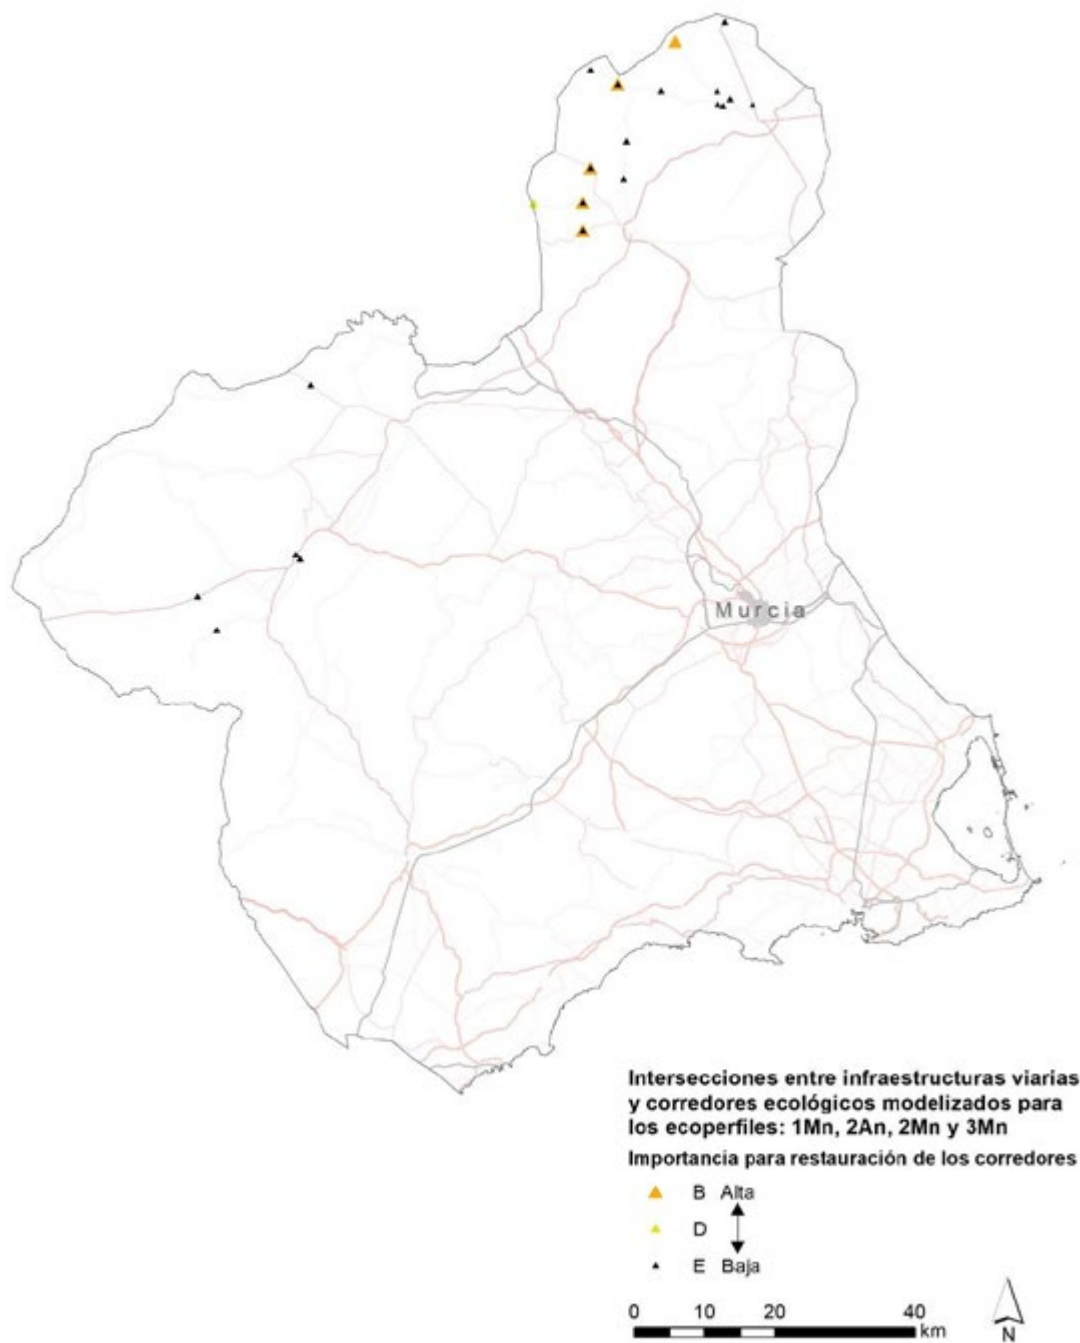 Murcia
Intersecciones entre infraestructuras viarias
y corredores ecológicos modelizados para
los ecoperfiles: 1Mn, 2An, 2Mn y 3Mn
Importancia para restauración de los corredores
B Alta
D
E Baja
0 10 20 40
km
N